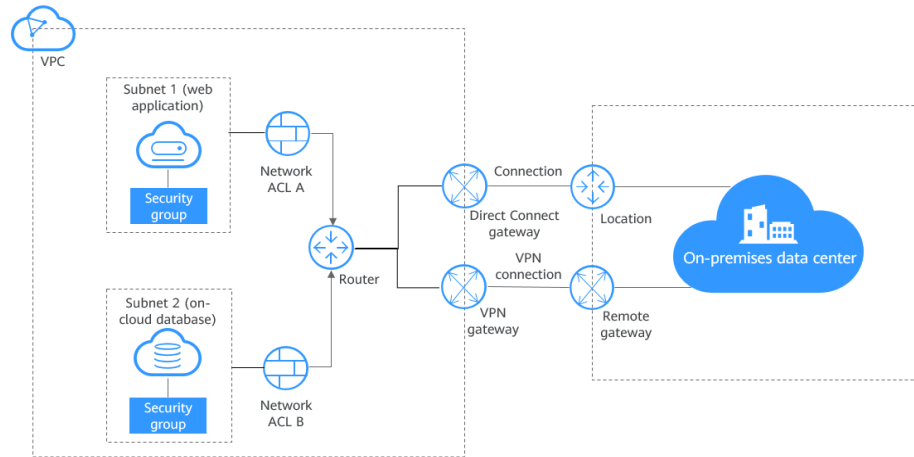 VPC
Subnet 1 (web
application)
Security
group
Network
ACL A
Router
Subnet 2 (on-
cloud database)
Security
group
Network
ACL B
Connection
Direct Connect
gateway
Location
VPN
connection
VPN
gateway
Remote
gateway
On-premises data center